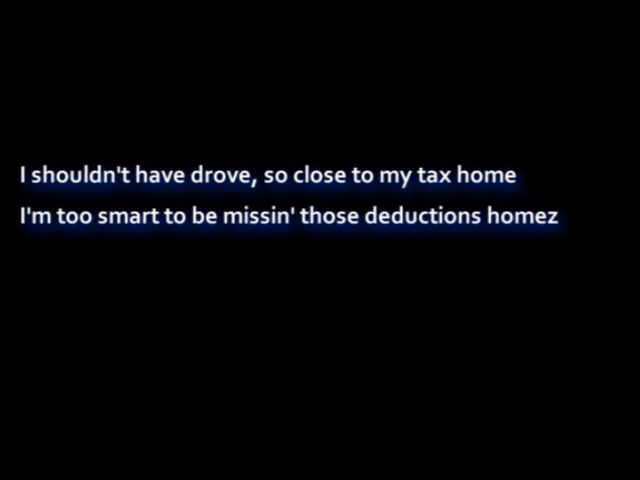 I shouldn't have drove, so close to my tax home
I'm too smart to be missin' those deductions homez